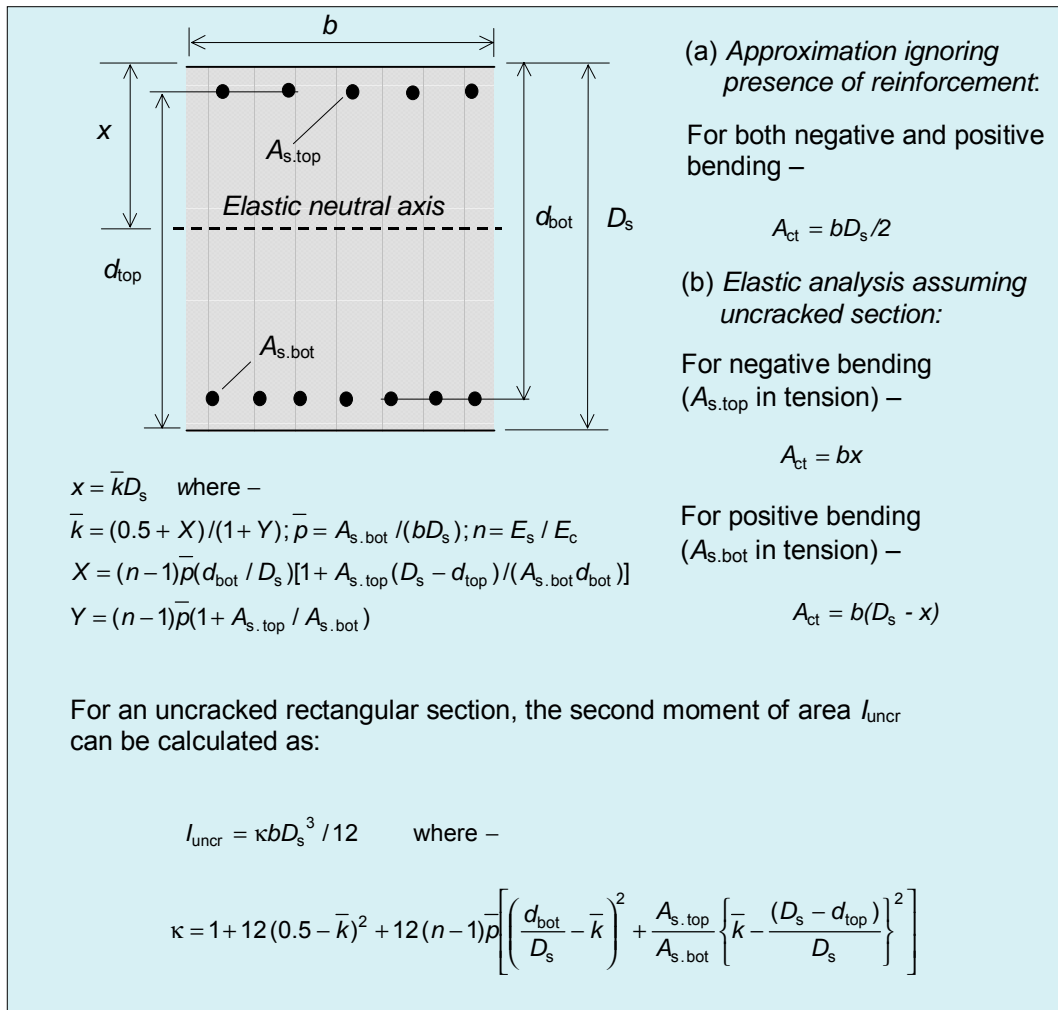 b
x
A_s.top
Elastic neutral axis
d_top
d_bot
D_s
A_s.bot
(a) Approximation ignoring
presence of reinforcement:
For both negative and positive
bending –
A_ct = bD_s/2
(b) Elastic analysis assuming
uncracked section:
For negative bending
(A_s.top in tension) –
A_ct = bx
For positive bending
(A_s.bot in tension) –
A_ct = b(D_s - x)
x = k̅D_s where –
k̅ = (0.5 + X)/(1 + Y); p̅ = A_s.bot/(bD_s); n = E_s/E_c
X = (n − 1)p̅(d_bot/D_s)[1 + A_s.top(D_s − d_top)/(A_s.bot d_bot)]
Y = (n − 1)p̅(1 + A_s.top/A_s.bot)
For an uncracked rectangular section, the second moment of area I_uncr
can be calculated as:
I_uncr = κbD_s³/12 where –
κ = 1 + 12(0.5 − k̅)² + 12(n − 1)p̅[(d_bot/D_s − k̅)² + A_s.top/A_s.bot {k̅ − (D_s − d_top)/D_s}²]